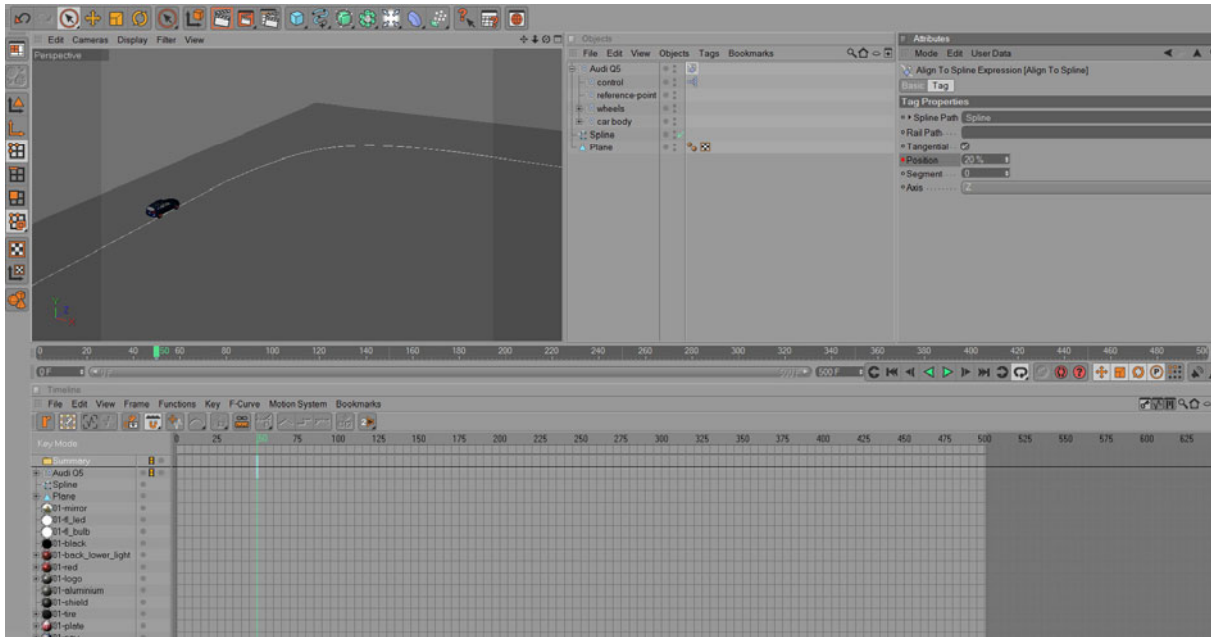 Edit Cameras Display Filter View
Perspective
Y
Z
Objects
File Edit View Objects Tags Bookmarks
Audi Q5
control
reference-point
wheels
car body
Spline
Plane
Attributes
Mode Edit UserData
Align To Spline Expression [Align To Spline]
Basic Tag
Tag Properties
Spline Path Spline
Rail Path
Tangential
Position 20 %
Segment 0
Axis Z
0 20 40 50 60 80 100 120 140 160 180 200 220 240 260 280 300 320 340 360 380 400 420 440 460 480 500
0 F 500 F
Timeline
File Edit View Frame Functions Key F-Curve Motion System Bookmarks
Key Mode 0 25 50 75 100 125 150 175 200 225 250 275 300 325 350 375 400 425 450 475 500 525 550 575 600 625
Summary
Audi Q5
Spline
Plane
01-mirror
01-fl_led
01-fl_bulb
01-black
01-back_lower_light
01-red
01-logo
01-aluminium
01-shield
01-tire
01-plate